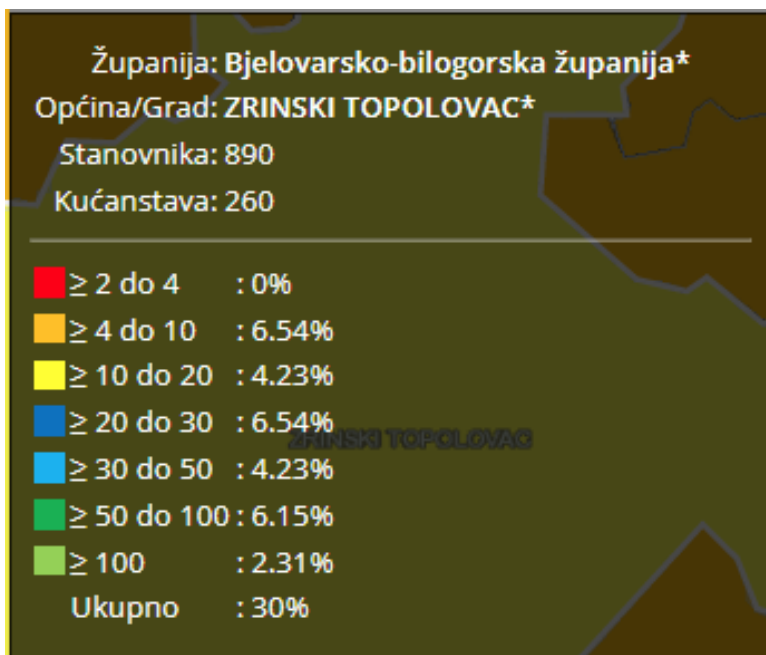 Županija: Bjelovarsko-bilogorska županija*
Općina/Grad: ZRINSKI TOPOLOVAC*
Stanovnika: 890
Kućanstava: 260
≥ 2 do 4 : 0%
≥ 4 do 10 : 6.54%
≥ 10 do 20 : 4.23%
≥ 20 do 30 : 6.54%
ZRINSKI TOPOLOVAC
≥ 30 do 50 : 4.23%
≥ 50 do 100 : 6.15%
≥ 100 : 2.31%
Ukupno : 30%